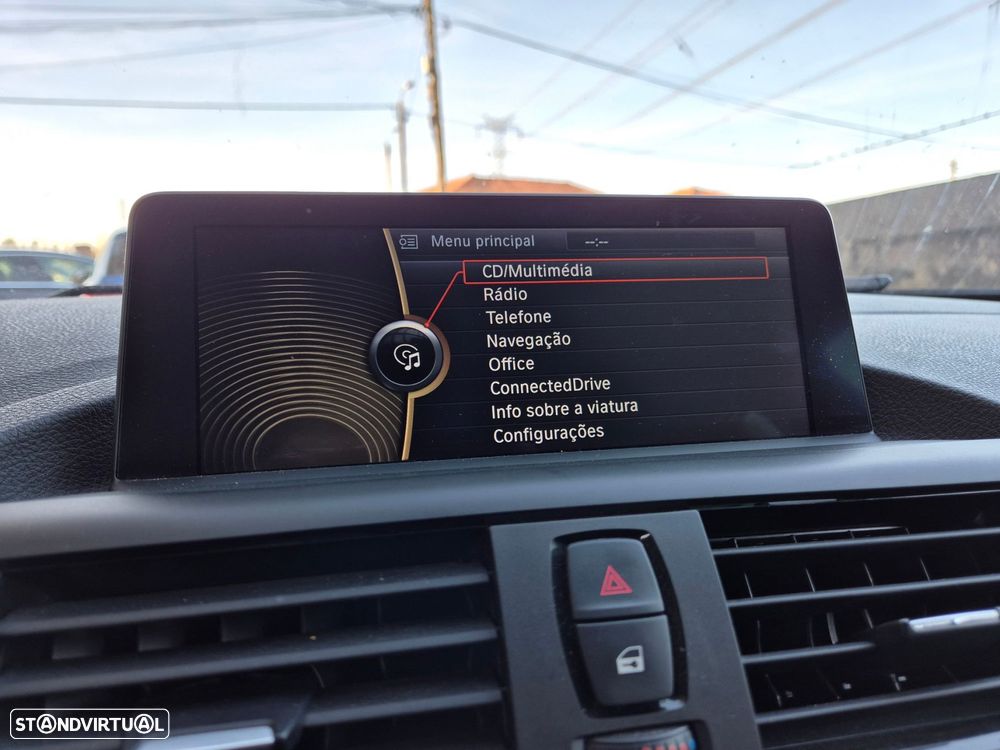 Menu principal --:--
CD/Multimédia
Rádio
Telefone
Navegação
Office
ConnectedDrive
Info sobre a viatura
Configurações
STANDVIRTUAL